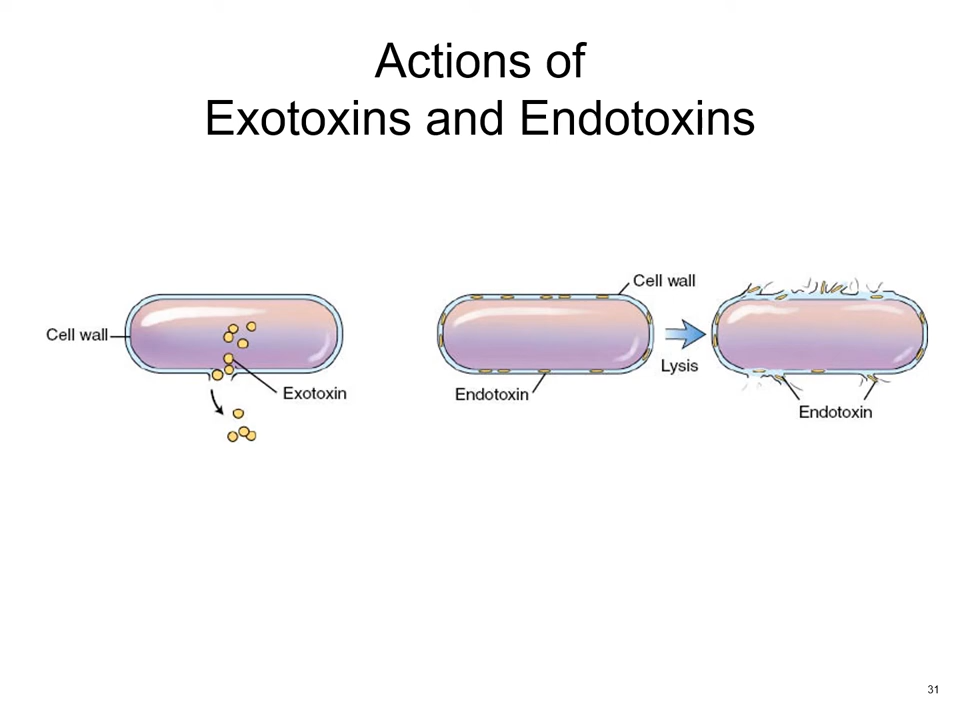 Actions of
Exotoxins and Endotoxins
Cell wall
Exotoxin
Cell wall
Endotoxin
Lysis
Endotoxin
31